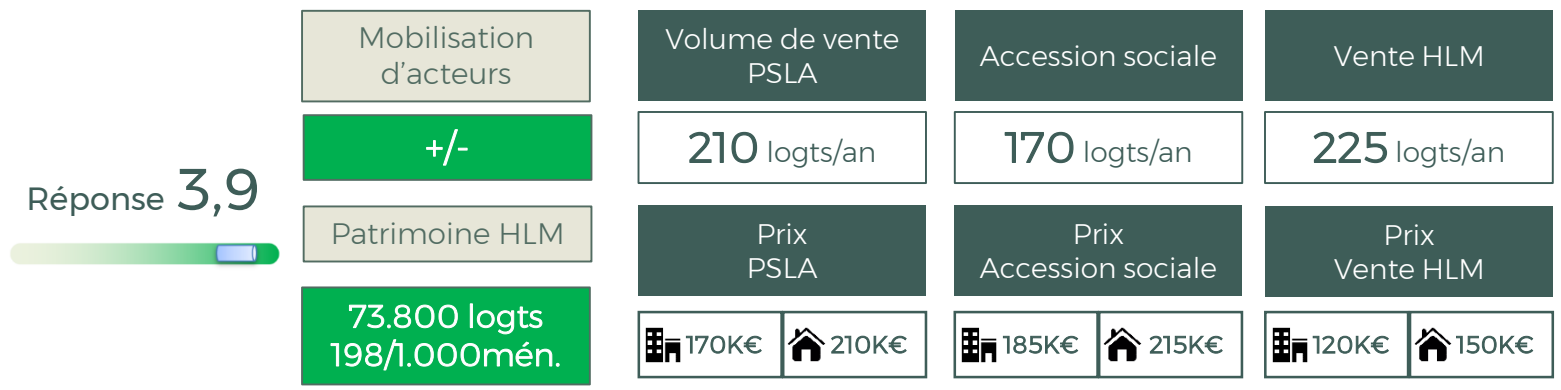 Réponse 3,9
Mobilisation
d'acteurs
+/-
Patrimoine HLM
73.800 logts
198/1.000mén.
Volume de vente
PSLA
210 logts/an
Prix
PSLA
170K€
210K€
Accession sociale
170 logts/an
Prix
Accession sociale
185K€
215K€
Vente HLM
225 logts/an
Prix
Vente HLM
120K€
150K€